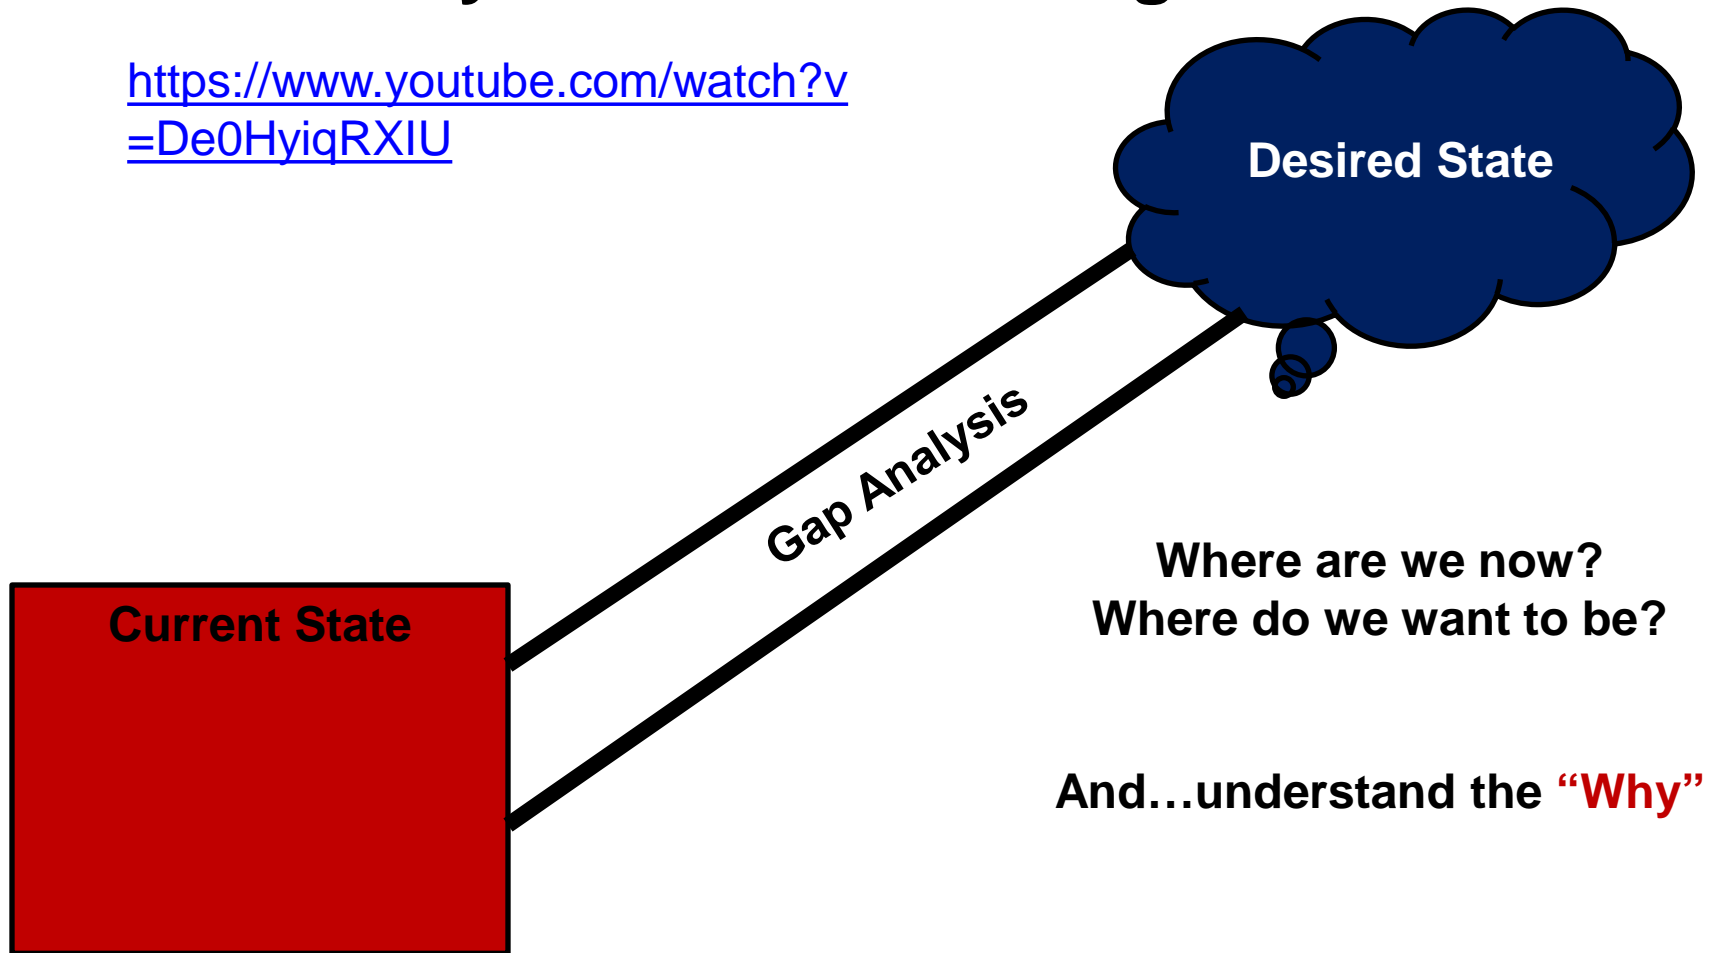 https://www.youtube.com/watch?v
=De0HyiqRXIU
Desired State
Gap Analysis
Where are we now?
Where do we want to be?
Current State
And…understand the “Why”